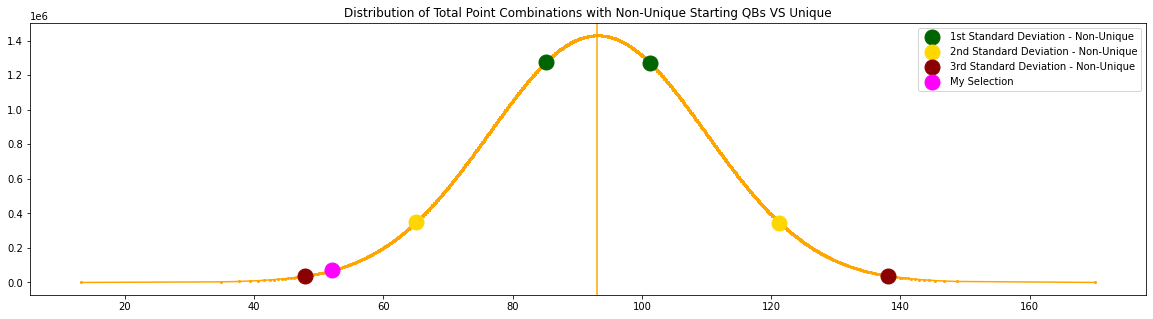 Distribution of Total Point Combinations with Non-Unique Starting QBs VS Unique
1e6
1.4
1.2
1.0
0.8
0.6
0.4
0.2
0.0
1st Standard Deviation - Non-Unique
2nd Standard Deviation - Non-Unique
3rd Standard Deviation - Non-Unique
My Selection
20 40 60 80 100 120 140 160